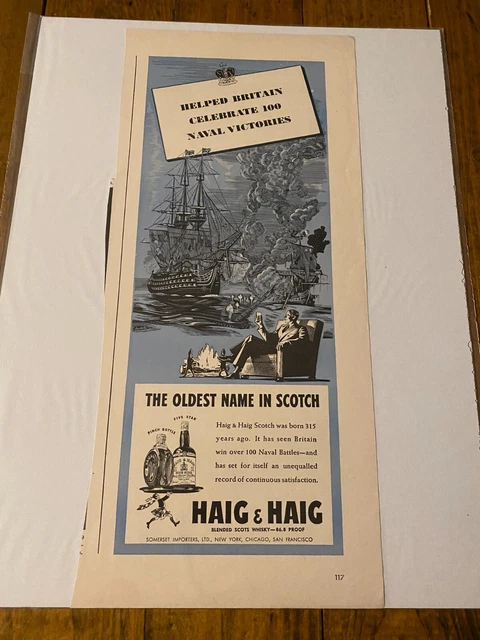 HELPED BRITAIN
CELEBRATE 100
NAVAL VICTORIES
THE OLDEST NAME IN SCOTCH
FIVE STAR
PINCH BOTTLE
Haig & Haig Scotch was born 315
years ago. It has seen Britain
win over 100 Naval Battles—and
has set for itself an unequalled
record of continuous satisfaction.
HAIG & HAIG
BLENDED SCOTS WHISKY—86.8 PROOF
SOMERSET IMPORTERS, LTD., NEW YORK, CHICAGO, SAN FRANCISCO
117